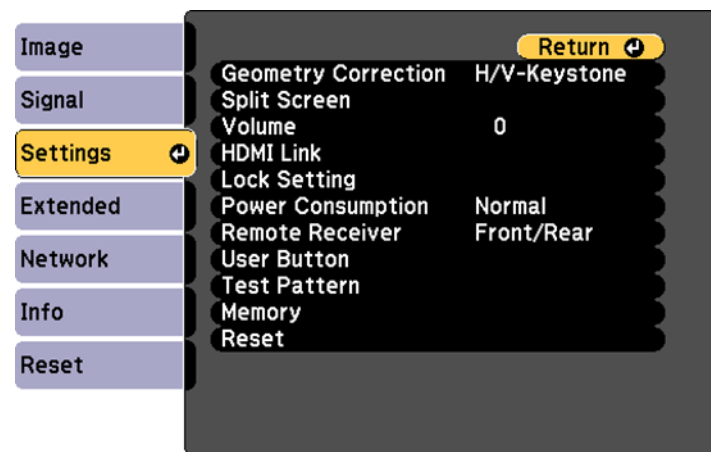 Image
Signal
Settings
Extended
Network
Info
Reset
Return
Geometry Correction H/V-Keystone
Split Screen
Volume 0
HDMI Link
Lock Setting
Power Consumption Normal
Remote Receiver Front/Rear
User Button
Test Pattern
Memory
Reset